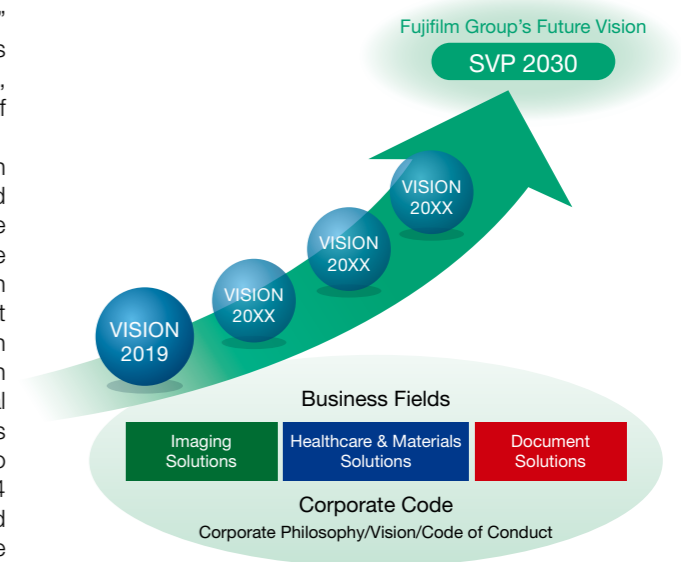 Fujifilm Group's Future Vision
SVP 2030
VISION
20XX
VISION
20XX
VISION
20XX
VISION
2019
Business Fields
Imaging
Solutions
Healthcare & Materials
Solutions
Document
Solutions
Corporate Code
Corporate Philosophy/Vision/Code of Conduct